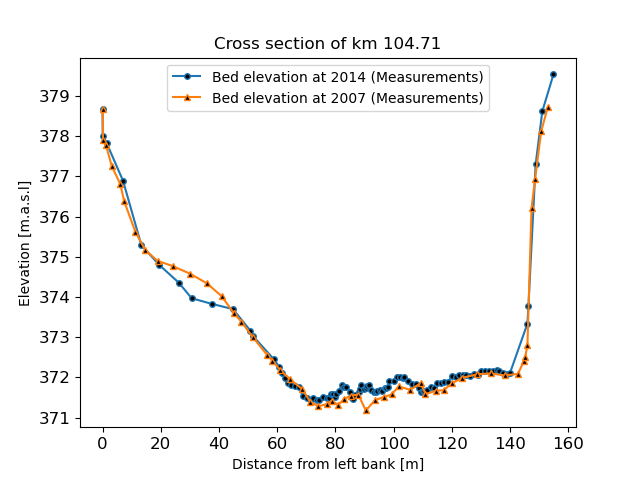 Cross section of km 104.71
Bed elevation at 2014 (Measurements)
Bed elevation at 2007 (Measurements)
Elevation [m.a.s.l]
379
378
377
376
375
374
373
372
371
0 20 40 60 80 100 120 140 160
Distance from left bank [m]